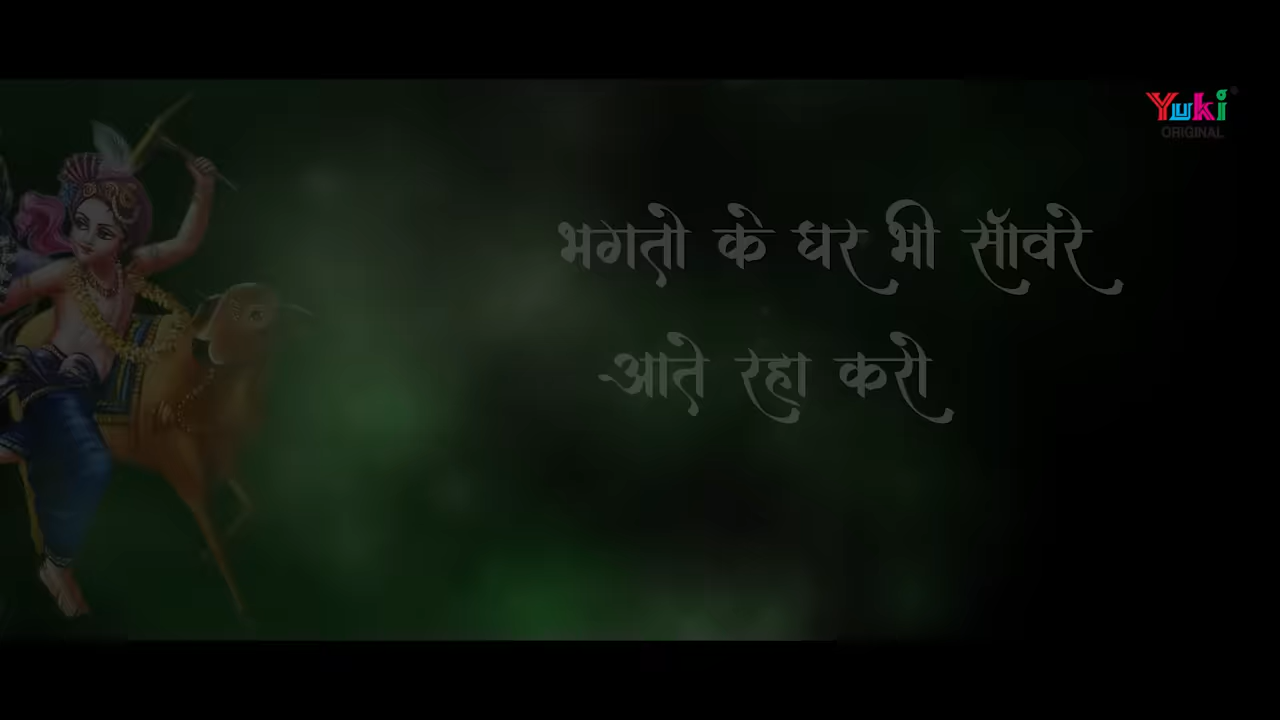 Yuki
ORIGINAL
भगतो के घर भी सॉवरे
आते रहा करो